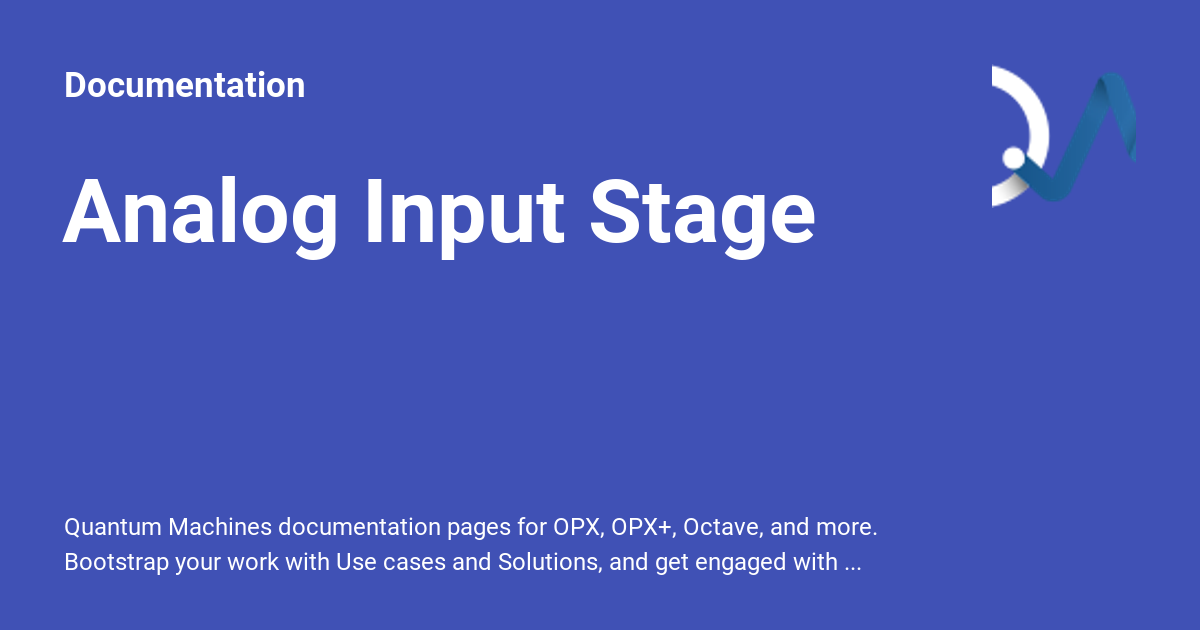 Documentation
Analog Input Stage
Quantum Machines documentation pages for OPX, OPX+, Octave, and more.
Bootstrap your work with Use cases and Solutions, and get engaged with ...